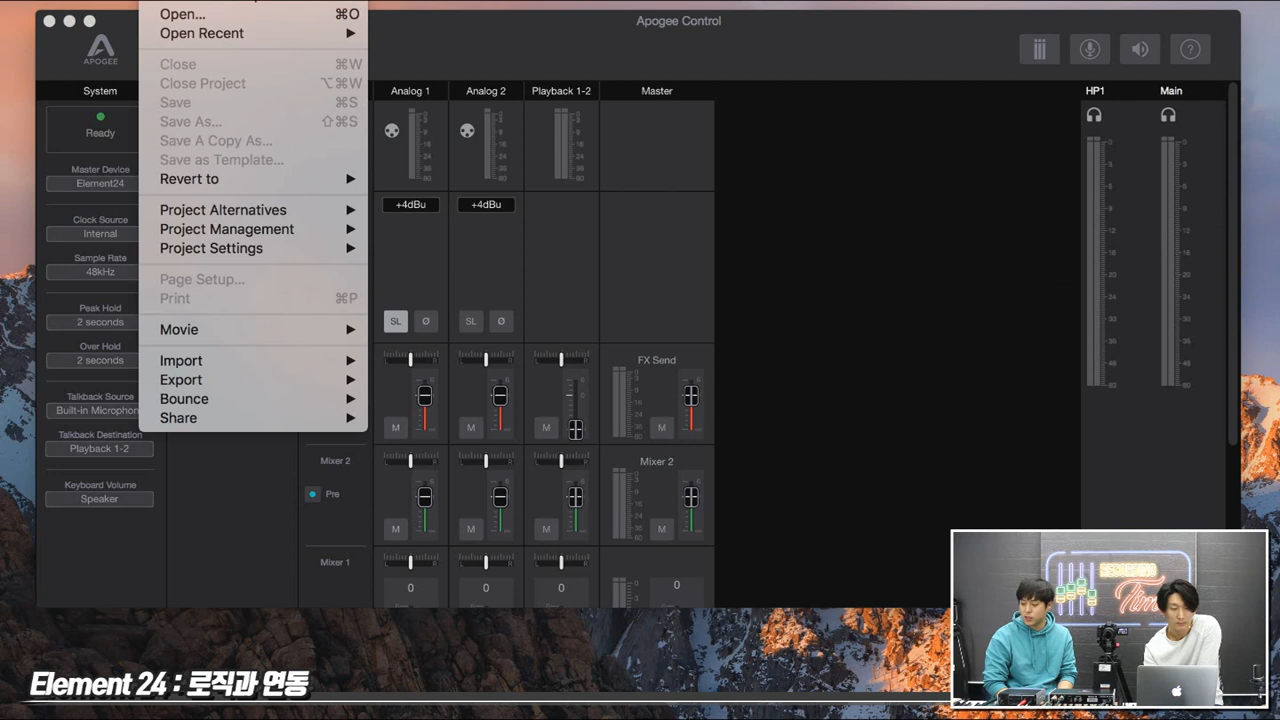 Open... ⌘O
Open Recent ▶
Close ⌘W
Close Project ⌥⌘W
Save ⌘S
Save As... ⇧⌘S
Save A Copy As...
Save as Template...
Revert to ▶
Project Alternatives ▶
Project Management ▶
Project Settings ▶
Page Setup...
Print ⌘P
Movie ▶
Import ▶
Export ▶
Bounce ▶
Share ▶
Apogee Control
APOGEE
System
Ready
Master Device
Element24
Clock Source
Internal
Sample Rate
48kHz
Peak Hold
2 seconds
Over Hold
2 seconds
Talkback Source
Built-in Microphon
Talkback Destination
Playback 1-2
Keyboard Volume
Speaker
Analog 1 Analog 2 Playback 1-2 Master HP1 Main
+4dBu +4dBu
SL Ø SL Ø
FX Send
M M M M
Mixer 2 Mixer 2
Pre
M M M M
Mixer 1
0 0 0 0
Time
Element 24 : 로직과 연동